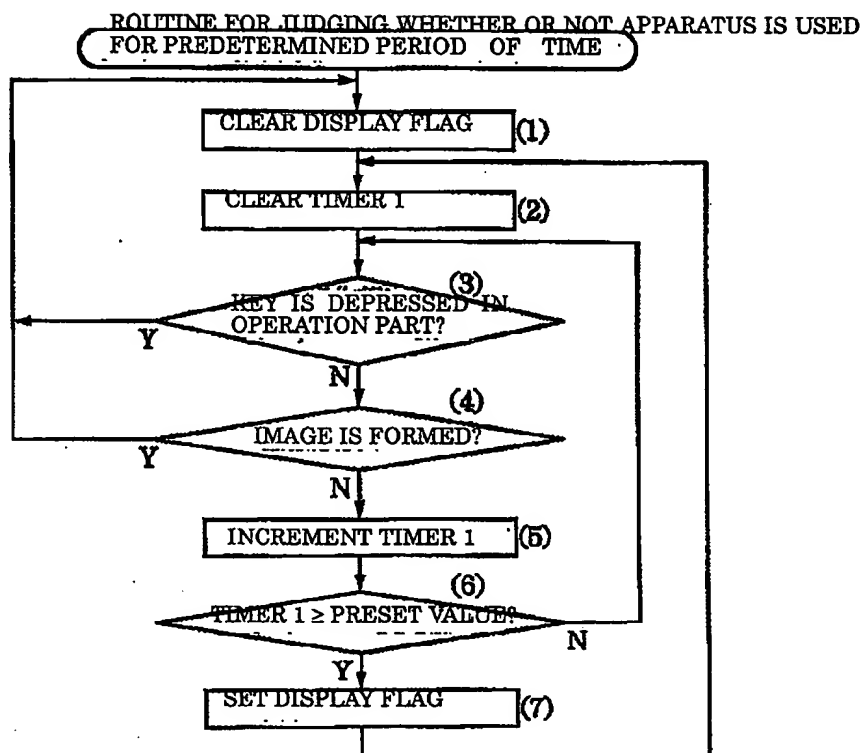 ROUTINE FOR JUDGING WHETHER OR NOT APPARATUS IS USED
FOR PREDETERMINED PERIOD OF TIME
CLEAR DISPLAY FLAG
(1)
CLEAR TIMER 1
(2)
(3)
KEY IS DEPRESSED IN
OPERATION PART?
Y
N
(4)
IMAGE IS FORMED?
Y
N
INCREMENT TIMER 1
(5)
(6)
TIMER 1 ≥ PRESET VALUE?
N
Y
SET DISPLAY FLAG
(7)